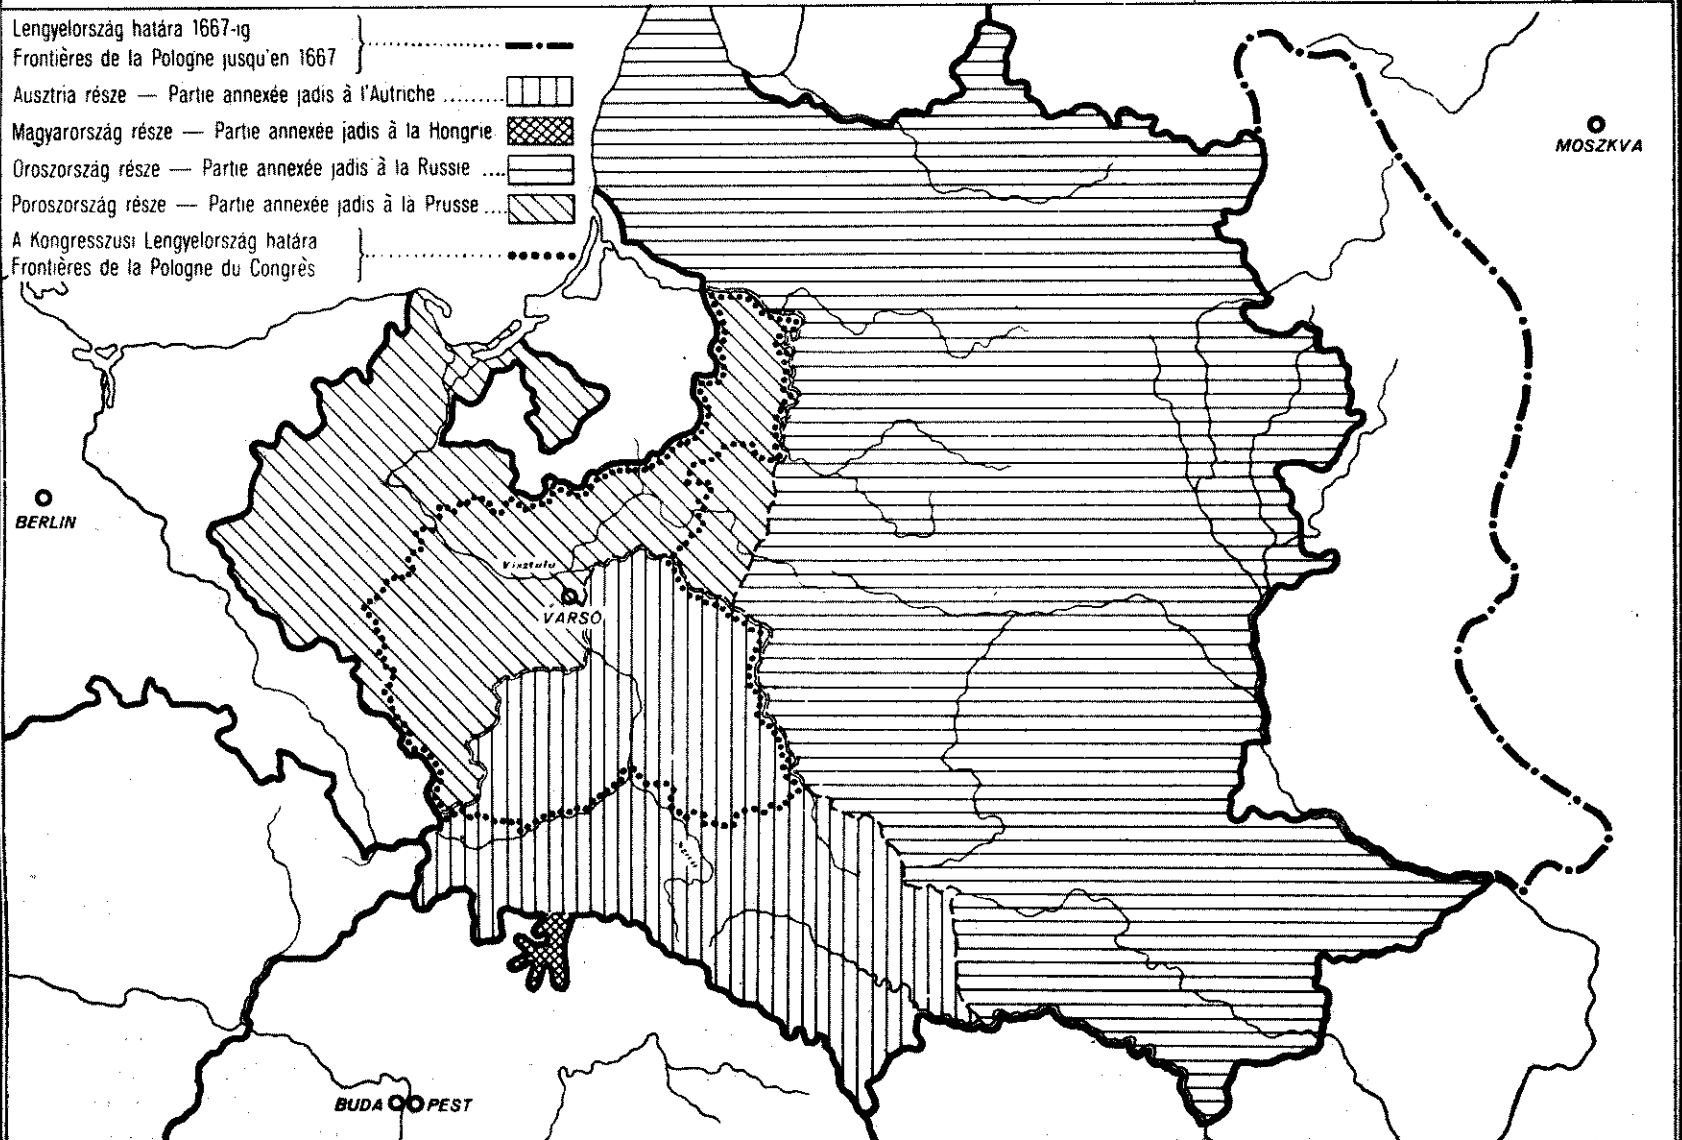 Lengyelország határa 1667-ig
Frontières de la Pologne jusqu'en 1667
Ausztria része — Partie annexée jadis à l'Autriche
Magyarország része — Partie annexée jadis à la Hongrie
Oroszország része — Partie annexée jadis à la Russie
Poroszország része — Partie annexée jadis à là Prusse
A Kongresszusi Lengyelország határa
Frontières de la Pologne du Congrès
MOSZKVA
BERLIN
Visztula
VARSÓ
BUDA PEST